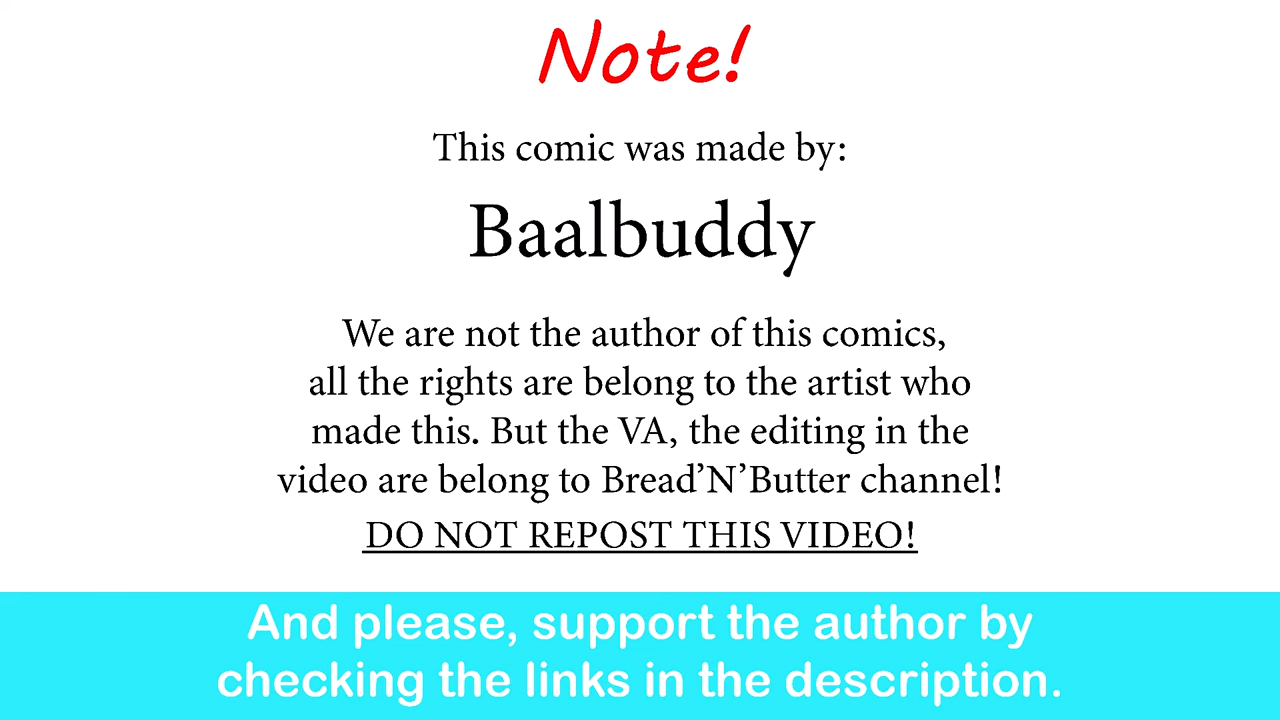 Note!
This comic was made by:
Baalbuddy
We are not the author of this comics,
all the rights are belong to the artist who
made this. But the VA, the editing in the
video are belong to Bread’N’Butter channel!
DO NOT REPOST THIS VIDEO!
And please, support the author by
checking the links in the description.